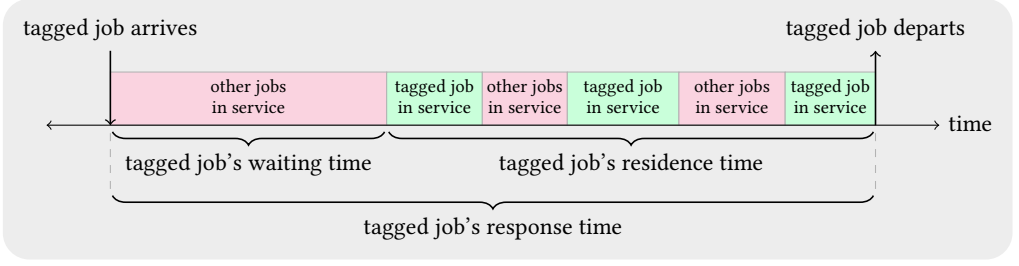 tagged job arrives
tagged job departs
other jobs
in service
tagged job
in service
other jobs
in service
tagged job
in service
other jobs
in service
tagged job
in service
time
tagged job's waiting time
tagged job's residence time
tagged job's response time